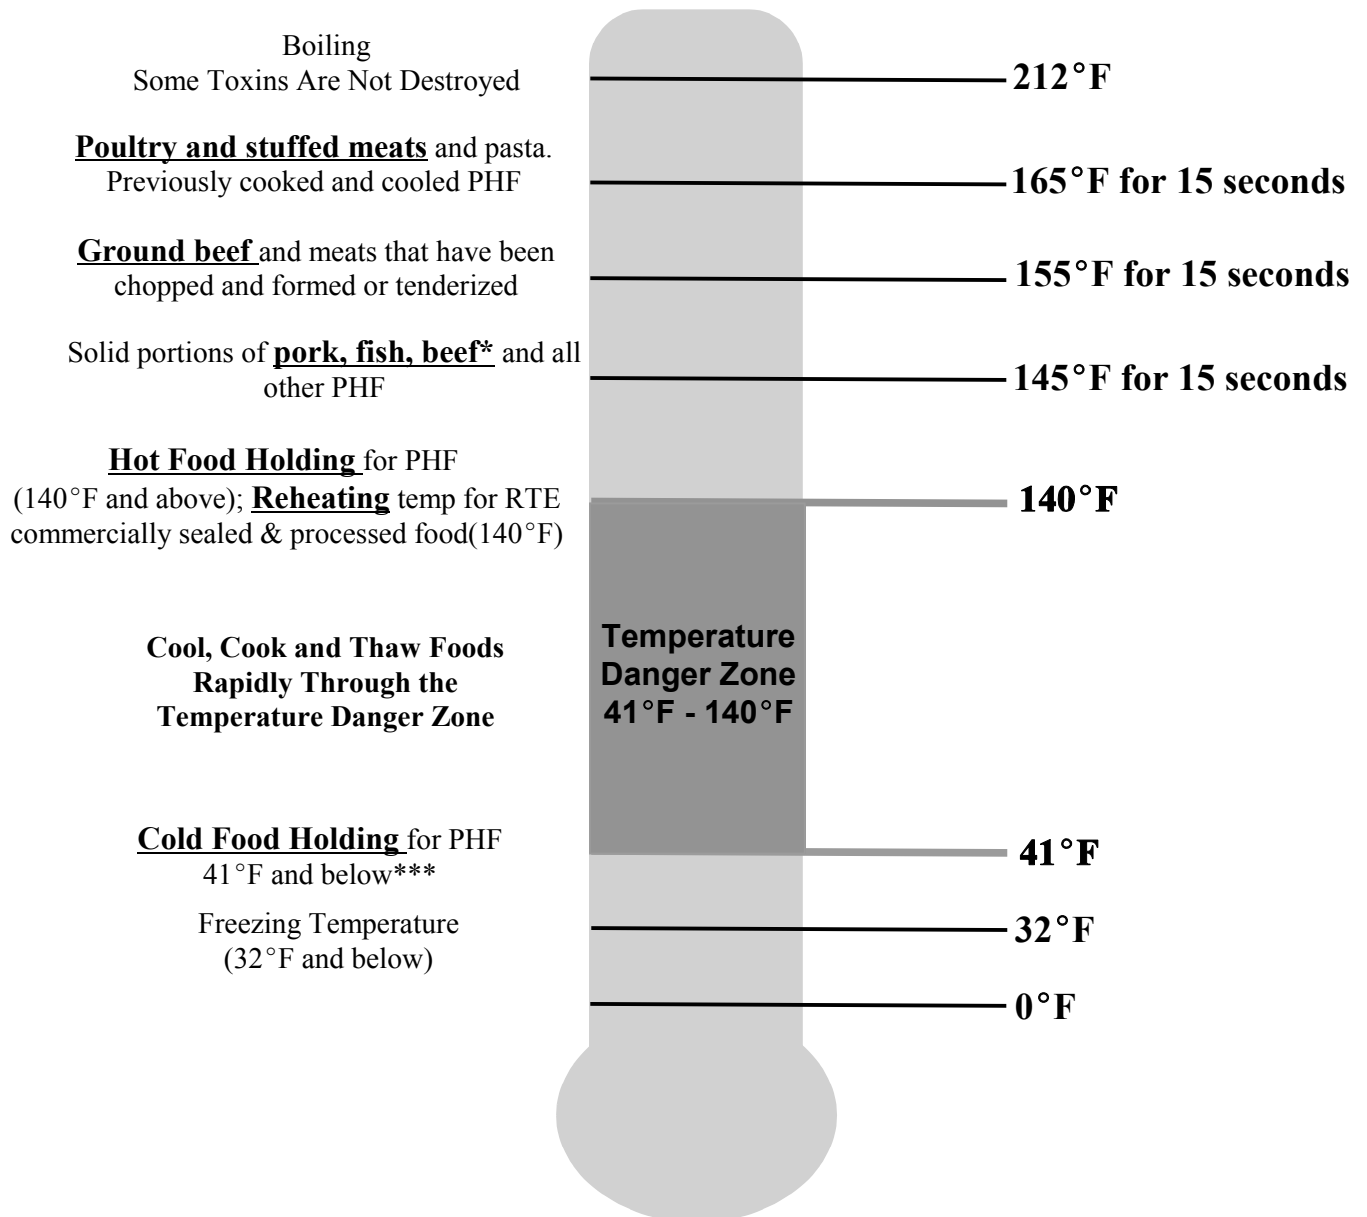 Boiling
Some Toxins Are Not Destroyed
212°F
Poultry and stuffed meats and pasta.
Previously cooked and cooled PHF
165°F for 15 seconds
Ground beef and meats that have been
chopped and formed or tenderized
155°F for 15 seconds
Solid portions of pork, fish, beef* and all
other PHF
145°F for 15 seconds
Hot Food Holding for PHF
(140°F and above); Reheating temp for RTE
commercially sealed & processed food(140°F)
140°F
Cool, Cook and Thaw Foods
Rapidly Through the
Temperature Danger Zone
Temperature
Danger Zone
41°F - 140°F
Cold Food Holding for PHF
41°F and below***
41°F
Freezing Temperature
(32°F and below)
32°F
0°F